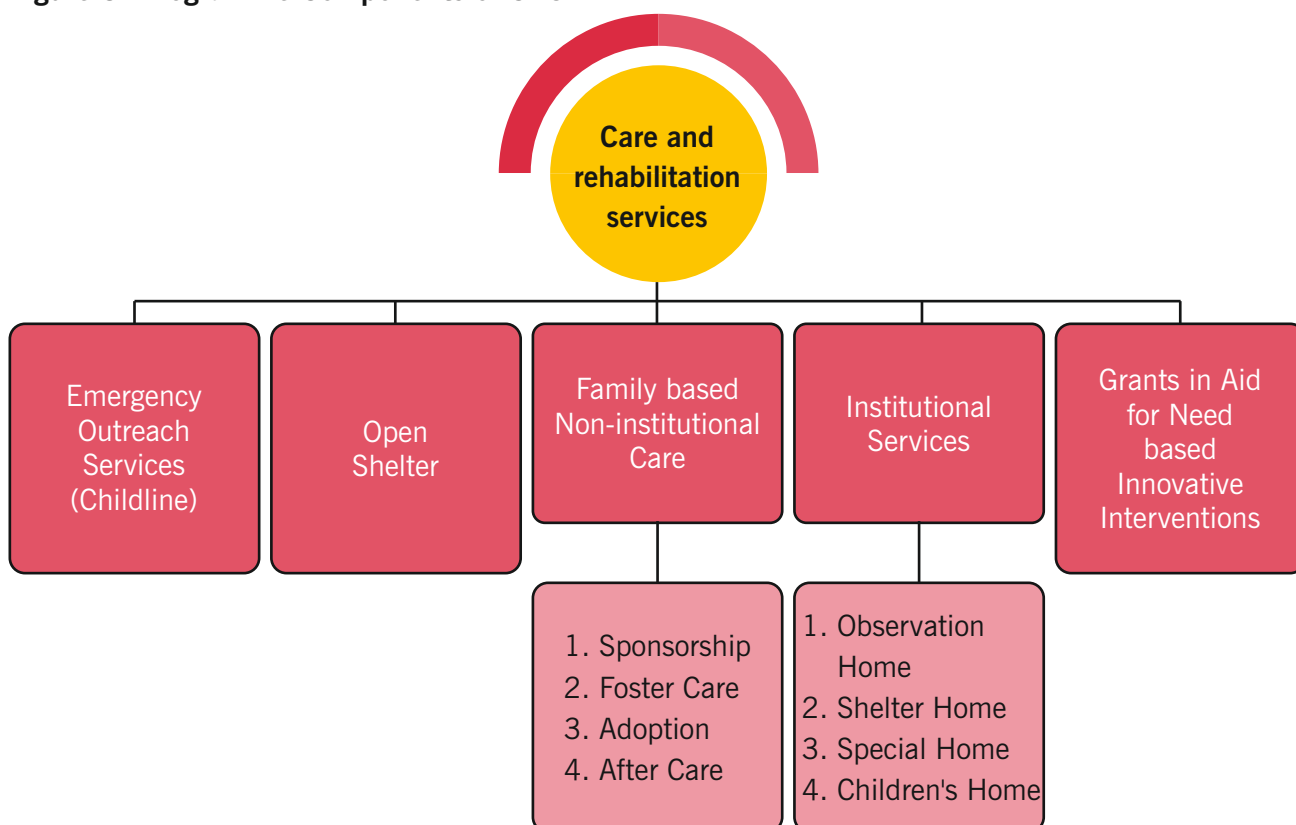 Care and
rehabilitation
services
Emergency
Outreach
Services
(Childline)
Open
Shelter
Family based
Non-institutional
Care
Institutional
Services
Grants in Aid
for Need
based
Innovative
Interventions
1. Sponsorship
2. Foster Care
3. Adoption
4. After Care
1. Observation
Home
2. Shelter Home
3. Special Home
4. Children's Home